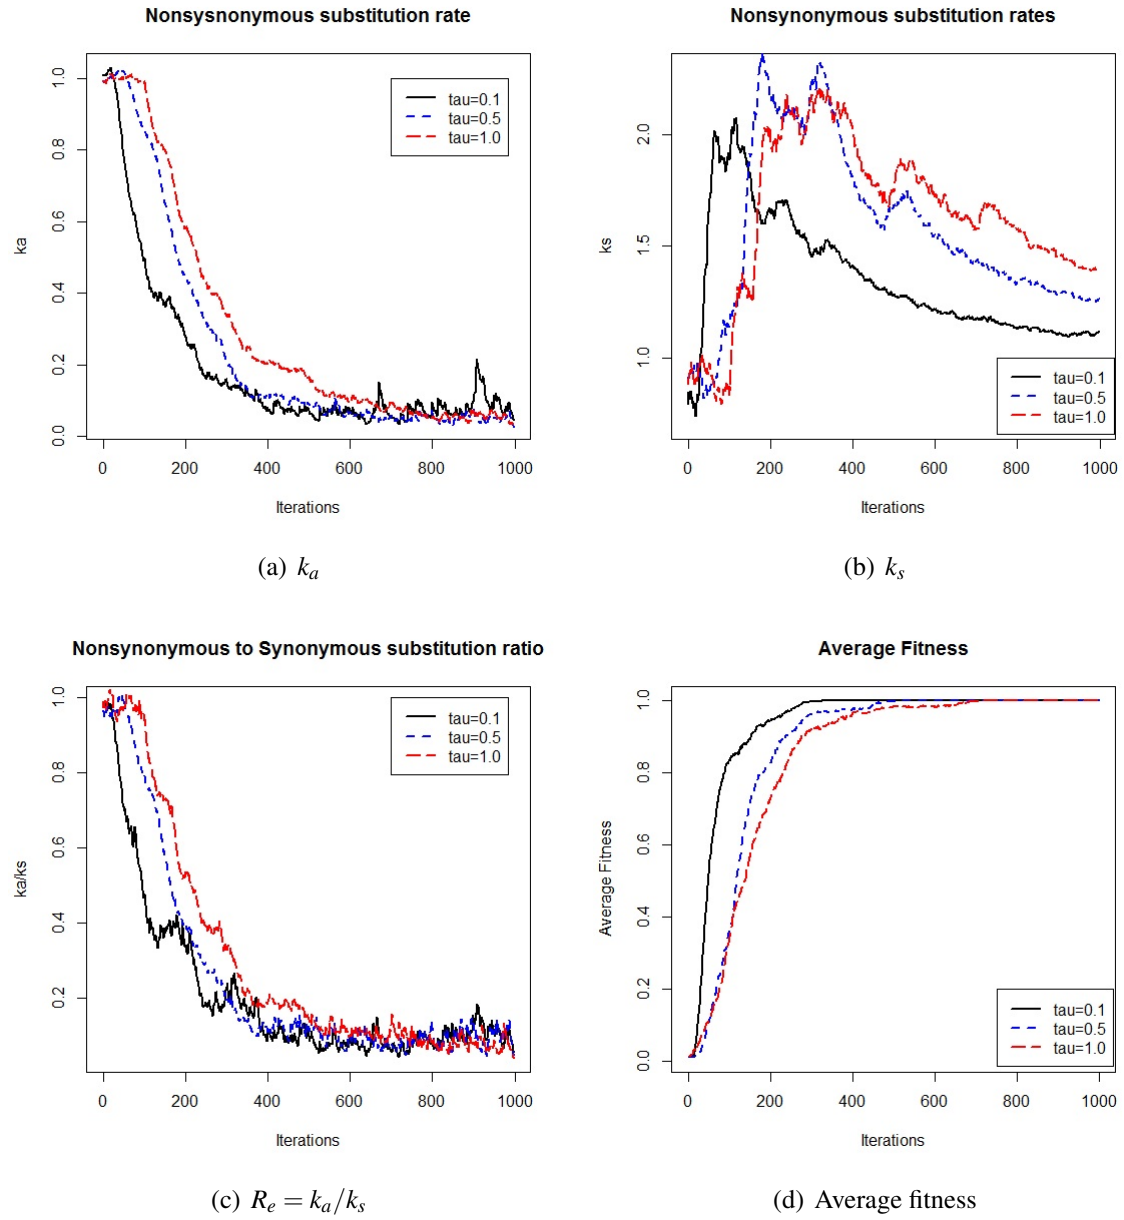 Nonsysnonymous substitution rate
1.0
0.8
0.6
0.4
0.2
0.0
ka
tau=0.1
tau=0.5
tau=1.0
0 200 400 600 800 1000
Iterations
(a) k_a
Nonsynonymous substitution rates
2.0
1.5
1.0
ks
tau=0.1
tau=0.5
tau=1.0
0 200 400 600 800 1000
Iterations
(b) k_s
Nonsynonymous to Synonymous substitution ratio
1.0
0.8
0.6
0.4
0.2
ka/ks
tau=0.1
tau=0.5
tau=1.0
0 200 400 600 800 1000
Iterations
(c) R_e = k_a/k_s
Average Fitness
1.0
0.8
0.6
0.4
0.2
0.0
Average Fitness
tau=0.1
tau=0.5
tau=1.0
0 200 400 600 800 1000
Iterations
(d) Average fitness